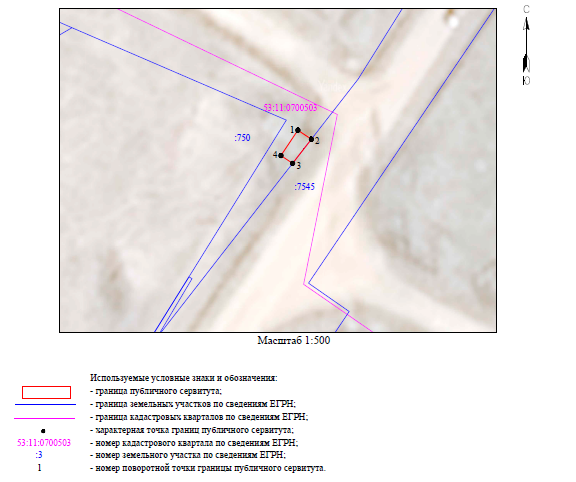 С
Ю
53:11:0700503
1
:750
2
4
3
:7545
Масштаб 1:500
Используемые условные знаки и обозначения:
- граница публичного сервитута;
- граница земельных участков по сведениям ЕГРН;
- граница кадастровых кварталов по сведениям ЕГРН;
- характерная точка границ публичного сервитута;
53:11:0700503 - номер кадастрового квартала по сведениям ЕГРН;
:3 - номер земельного участка по сведениям ЕГРН;
1 - номер поворотной точки границы публичного сервитута.